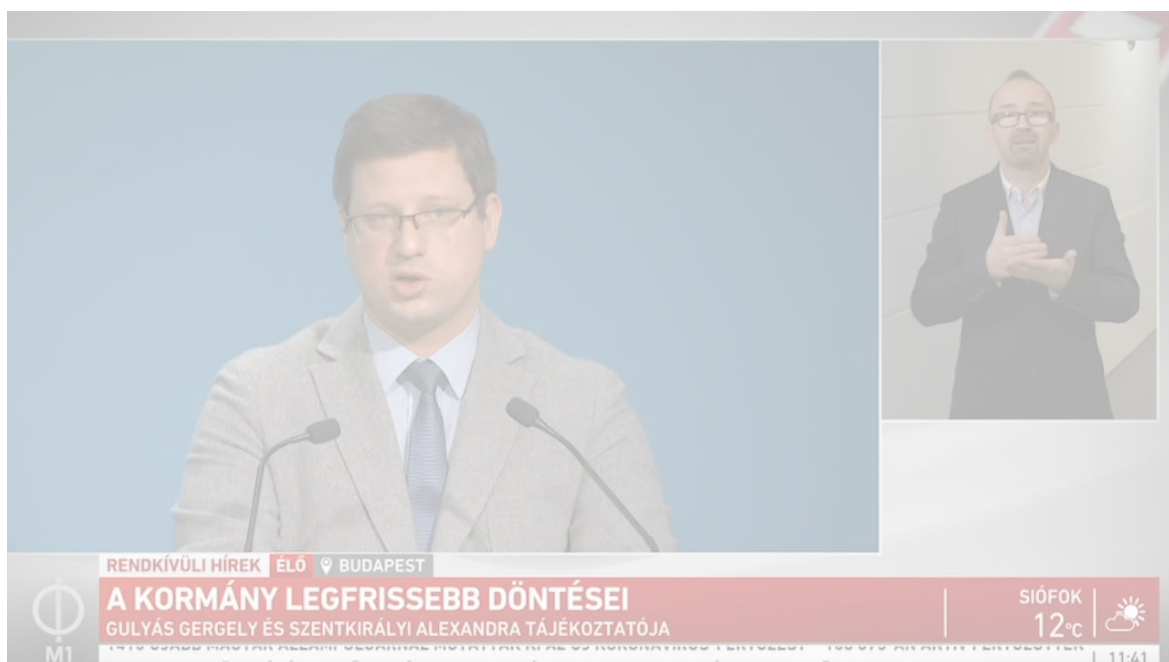 RENDKÍVÜLI HÍREK ÉLŐ BUDAPEST
A KORMÁNY LEGFRISSEBB DÖNTÉSEI
GULYÁS GERGELY ÉS SZENTKIRÁLYI ALEXANDRA TÁJÉKOZTATÓJA
SIÓFOK
12°C
M1
11:41